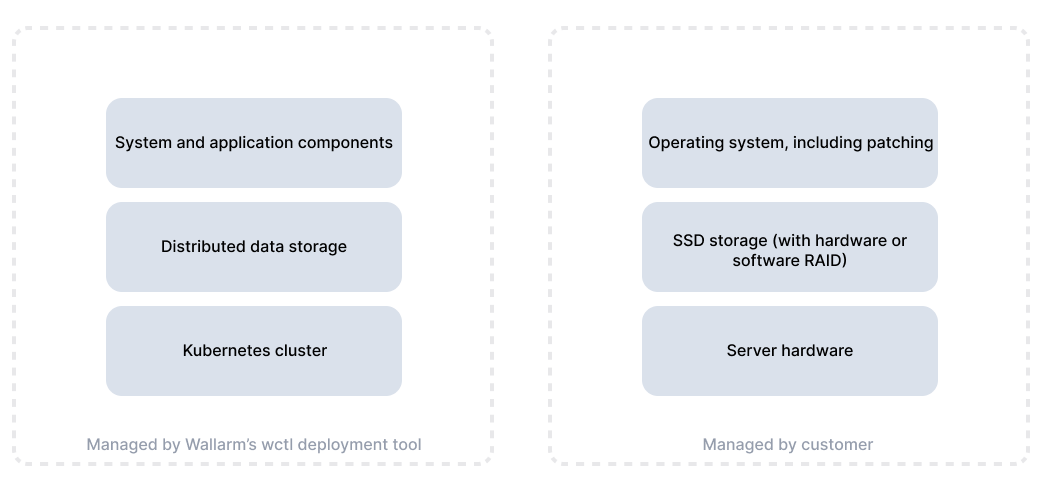 System and application components
Distributed data storage
Kubernetes cluster
Managed by Wallarm’s wctl deployment tool
Operating system, including patching
SSD storage (with hardware or
software RAID)
Server hardware
Managed by customer